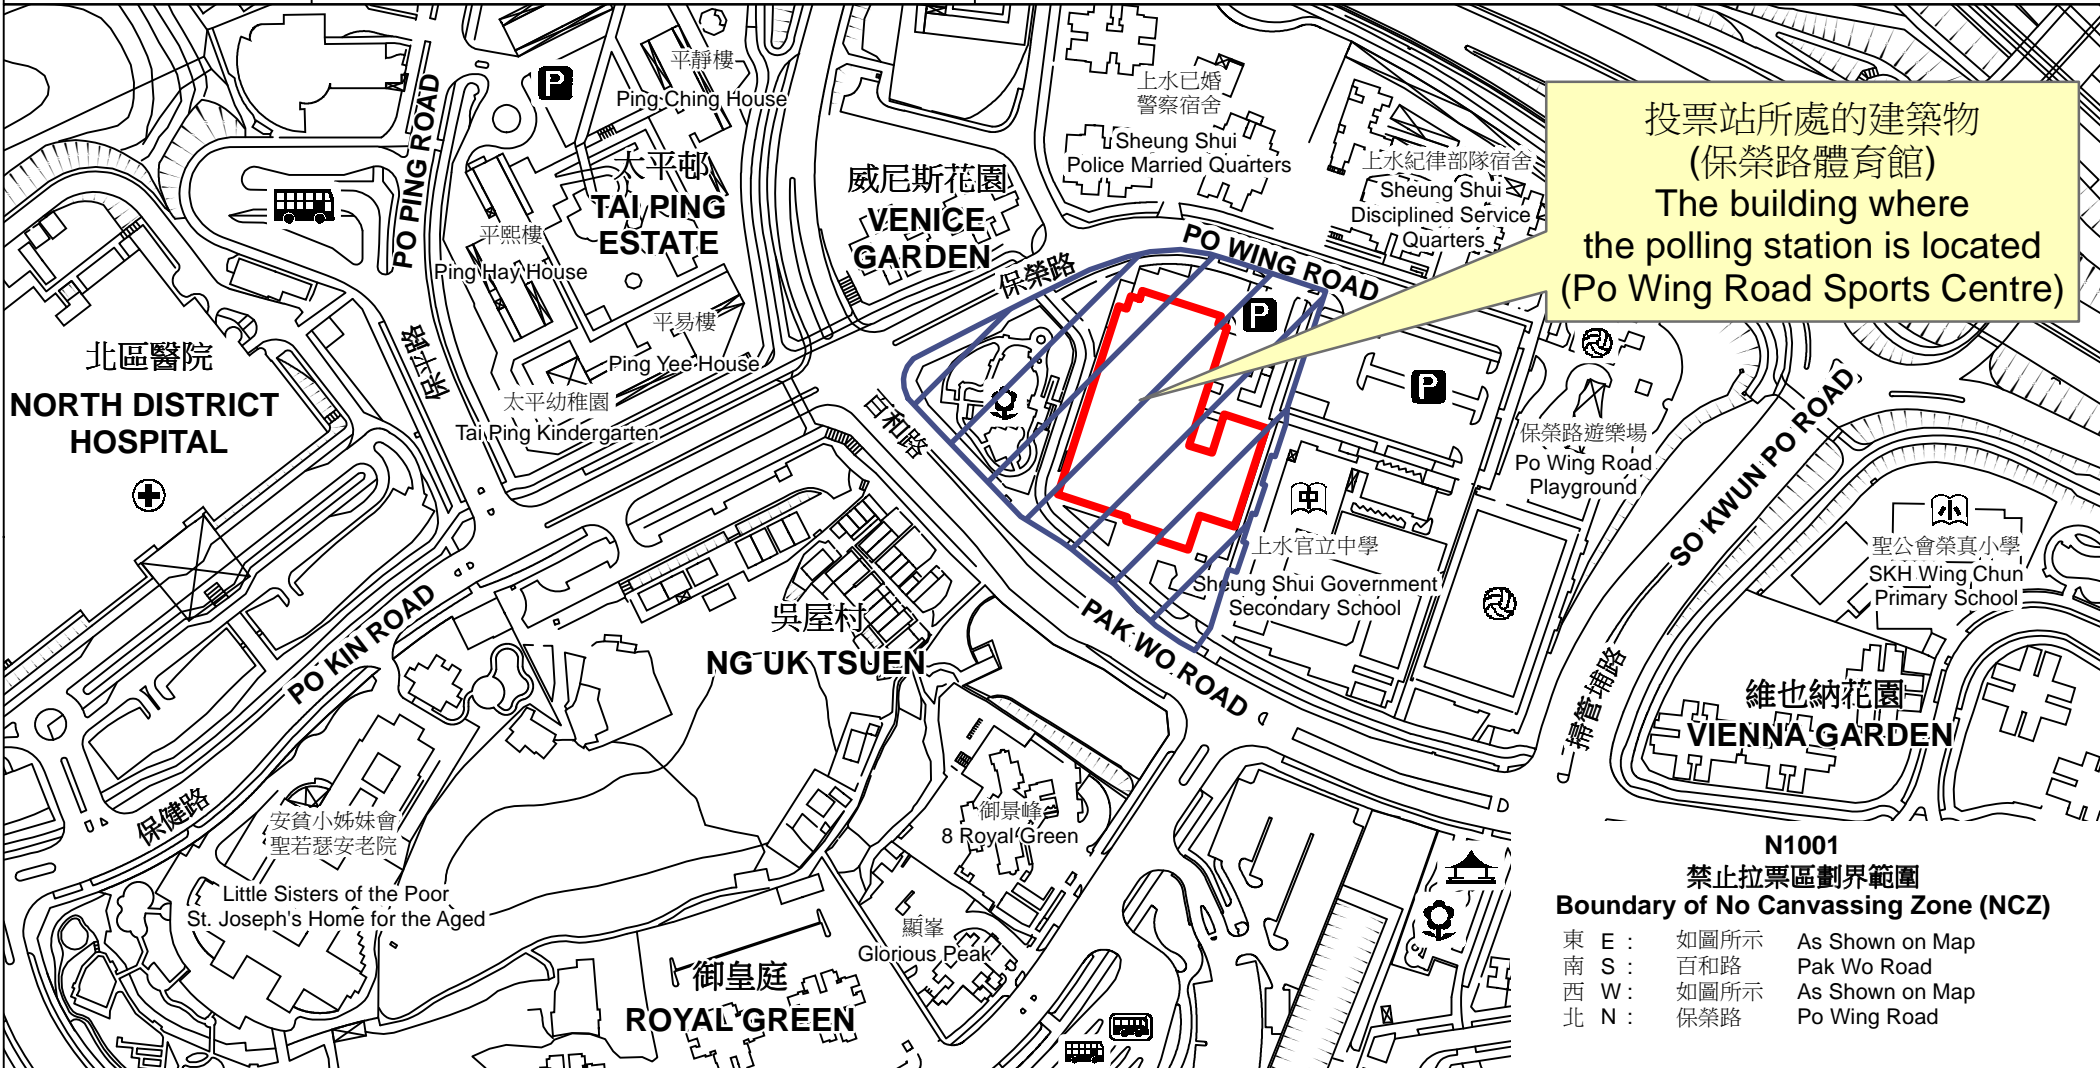 平靜樓
Ping Ching House
上水已婚
警察宿舍
Sheung Shui
Police Married Quarters
上水紀律部隊宿舍
Sheung Shui
Disciplined Service
Quarters
投票站所處的建築物
(保榮路體育館)
The building where
the polling station is located
(Po Wing Road Sports Centre)
P
PO PING ROAD
太平邨
TAI PING
ESTATE
威尼斯花園
VENICE
GARDEN
平熙樓
Ping Hay House
保榮路
PO WING ROAD
P
平易樓
Ping Yee House
保平路
北區醫院
NORTH DISTRICT
HOSPITAL
太平幼稚園
Tai Ping Kindergarten
百和路
P
保榮路遊樂場
Po Wing Road
Playground
SO KWUN PO ROAD
中
上水官立中學
Sheung Shui Government
Secondary School
小
聖公會榮真小學
SKH Wing Chun
Primary School
吳屋村
NG UK TSUEN
PAK WO ROAD
PO KIN ROAD
保健路
掃管埔路
維也納花園
VIENNA GARDEN
安貧小姊妹會
聖若瑟安老院
Little Sisters of the Poor
St. Joseph's Home for the Aged
御景峰
8 Royal Green
顯峯
Glorious Peak
御皇庭
ROYAL GREEN
N1001
禁止拉票區劃界範圍
Boundary of No Canvassing Zone (NCZ)
東 E : 如圖所示 As Shown on Map
南 S : 百和路 Pak Wo Road
西 W : 如圖所示 As Shown on Map
北 N : 保榮路 Po Wing Road